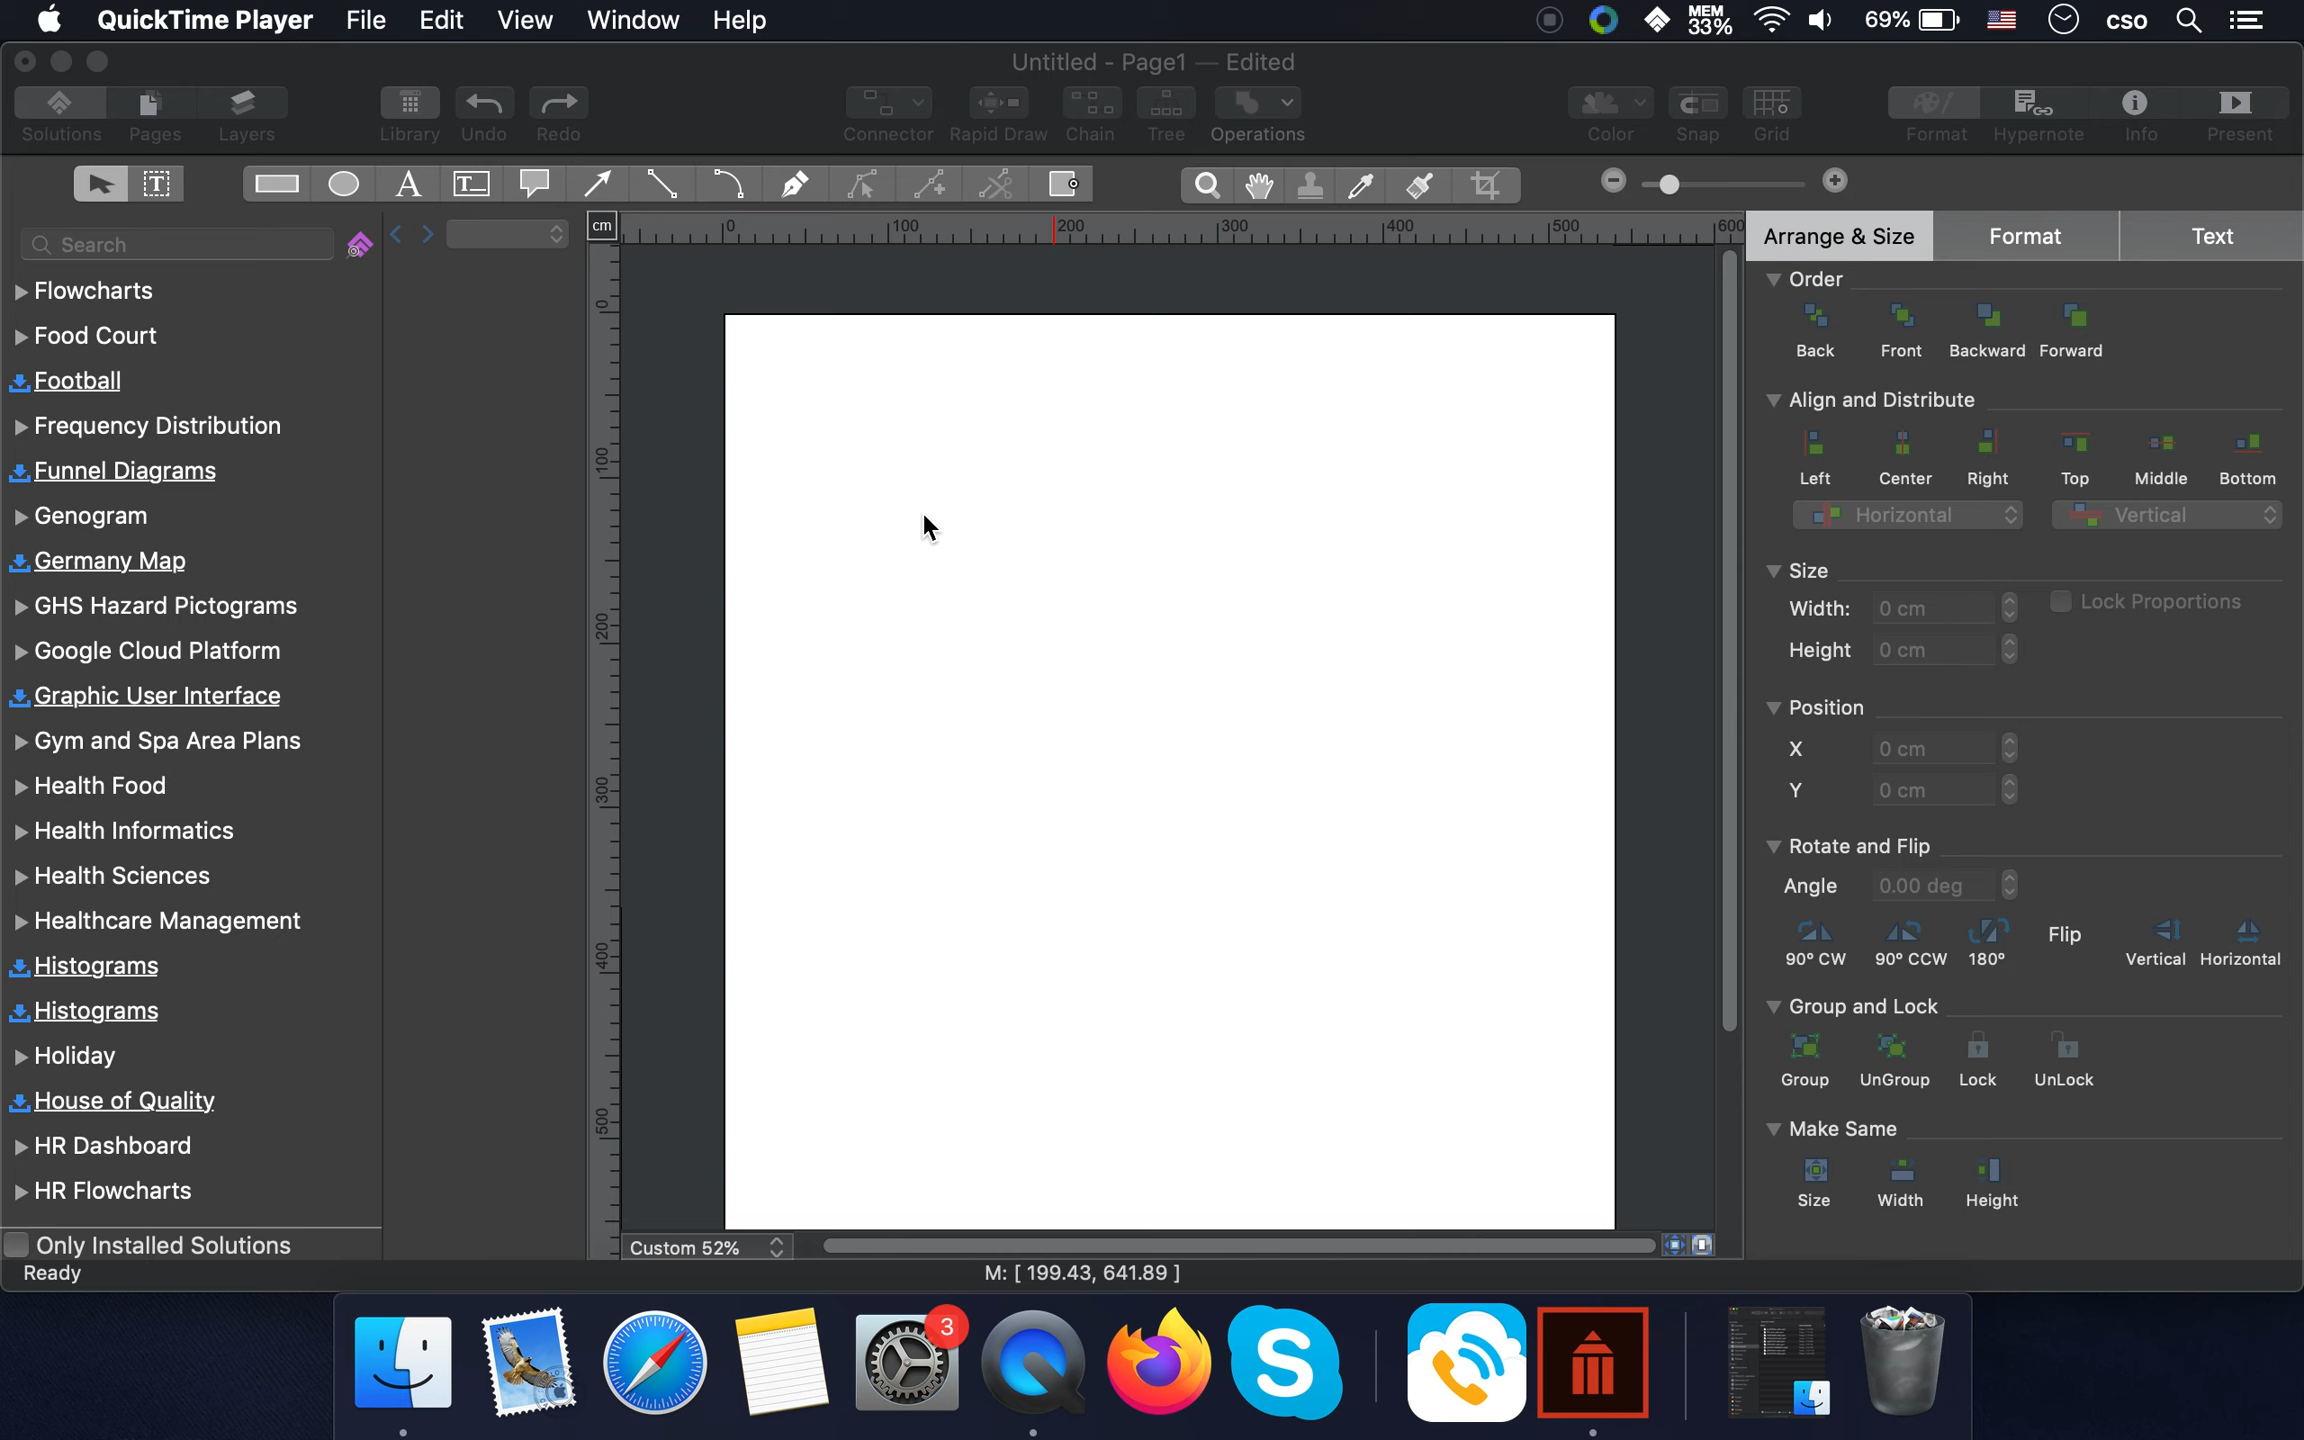 QuickTime Player File Edit View Window Help MEM 33% 69% cso
Untitled - Page1 — Edited
Solutions Pages Layers Library Undo Redo Connector Rapid Draw Chain Tree Operations Color Snap Grid Format Hypernote Info Present
Search
cm 0 100 200 300 400 500 600
Arrange & Size Format Text
Flowcharts
Food Court
Football
Frequency Distribution
Funnel Diagrams
Genogram
Germany Map
GHS Hazard Pictograms
Google Cloud Platform
Graphic User Interface
Gym and Spa Area Plans
Health Food
Health Informatics
Health Sciences
Healthcare Management
Histograms
Histograms
Holiday
House of Quality
HR Dashboard
HR Flowcharts
Only Installed Solutions
Ready
0
100
200
300
400
500
Custom 52%
M: [ 199.43, 641.89 ]
Order
Back Front Backward Forward
Align and Distribute
Left Center Right Top Middle Bottom
Horizontal Vertical
Size
Width: 0 cm Lock Proportions
Height 0 cm
Position
X 0 cm
Y 0 cm
Rotate and Flip
Angle 0.00 deg
90° CW 90° CCW 180° Flip Vertical Horizontal
Group and Lock
Group UnGroup Lock UnLock
Make Same
Size Width Height
3